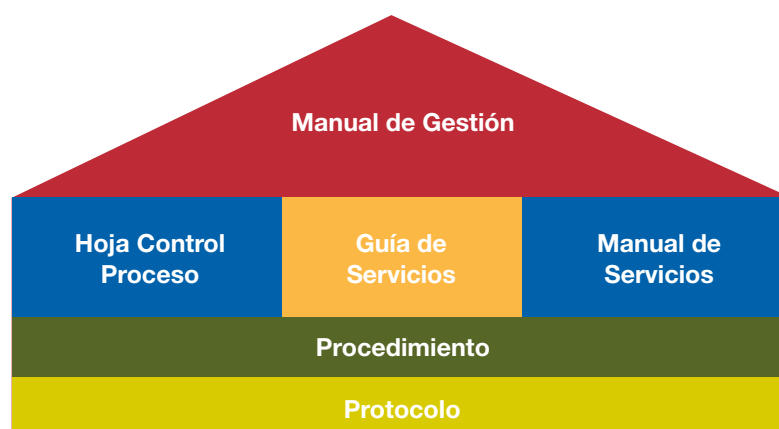 Manual de Gestión
Hoja Control
Proceso
Guía de
Servicios
Manual de
Servicios
Procedimiento
Protocolo